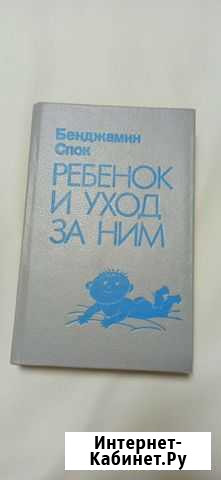 Бенджамин
Спок
РЕБЕНОК
И УХОД
ЗА НИМ
Интернет-
Кабинет.Ру